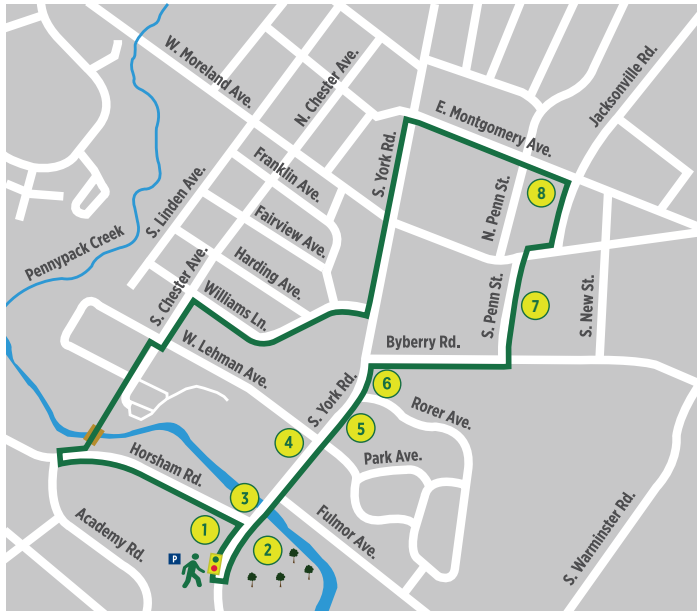 W. Moreland Ave.
N. Chester Ave.
Jacksonville Rd.
E. Montgomery Ave.
S. York Rd.
Franklin Ave.
8
N. Penn St.
S. Linden Ave.
Fairview Ave.
Pennypack Creek
Harding Ave.
S. Chester Ave.
Williams Ln.
S. Penn St.
7
S. New St.
W. Lehman Ave.
Byberry Rd.
6
S. York Rd.
Rorer Ave.
5
4
Park Ave.
Horsham Rd.
3
Fulmor Ave.
S. Warminster Rd.
Academy Rd.
1
2
P